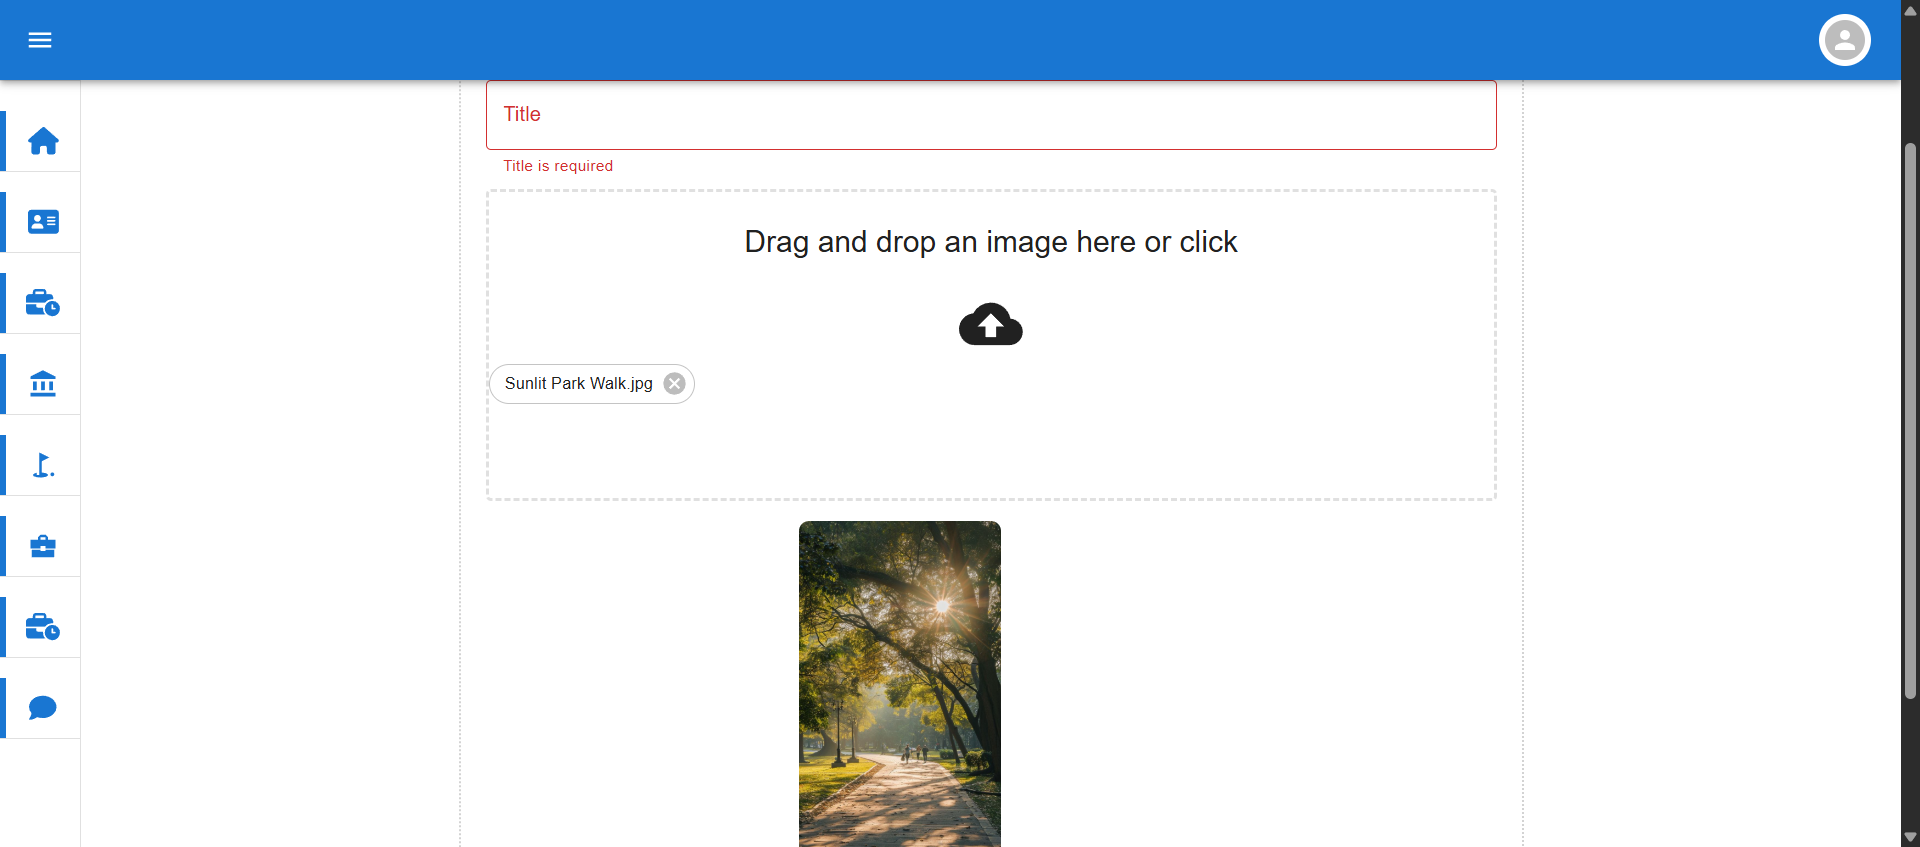 Title
Title is required
Drag and drop an image here or click
Sunlit Park Walk.jpg